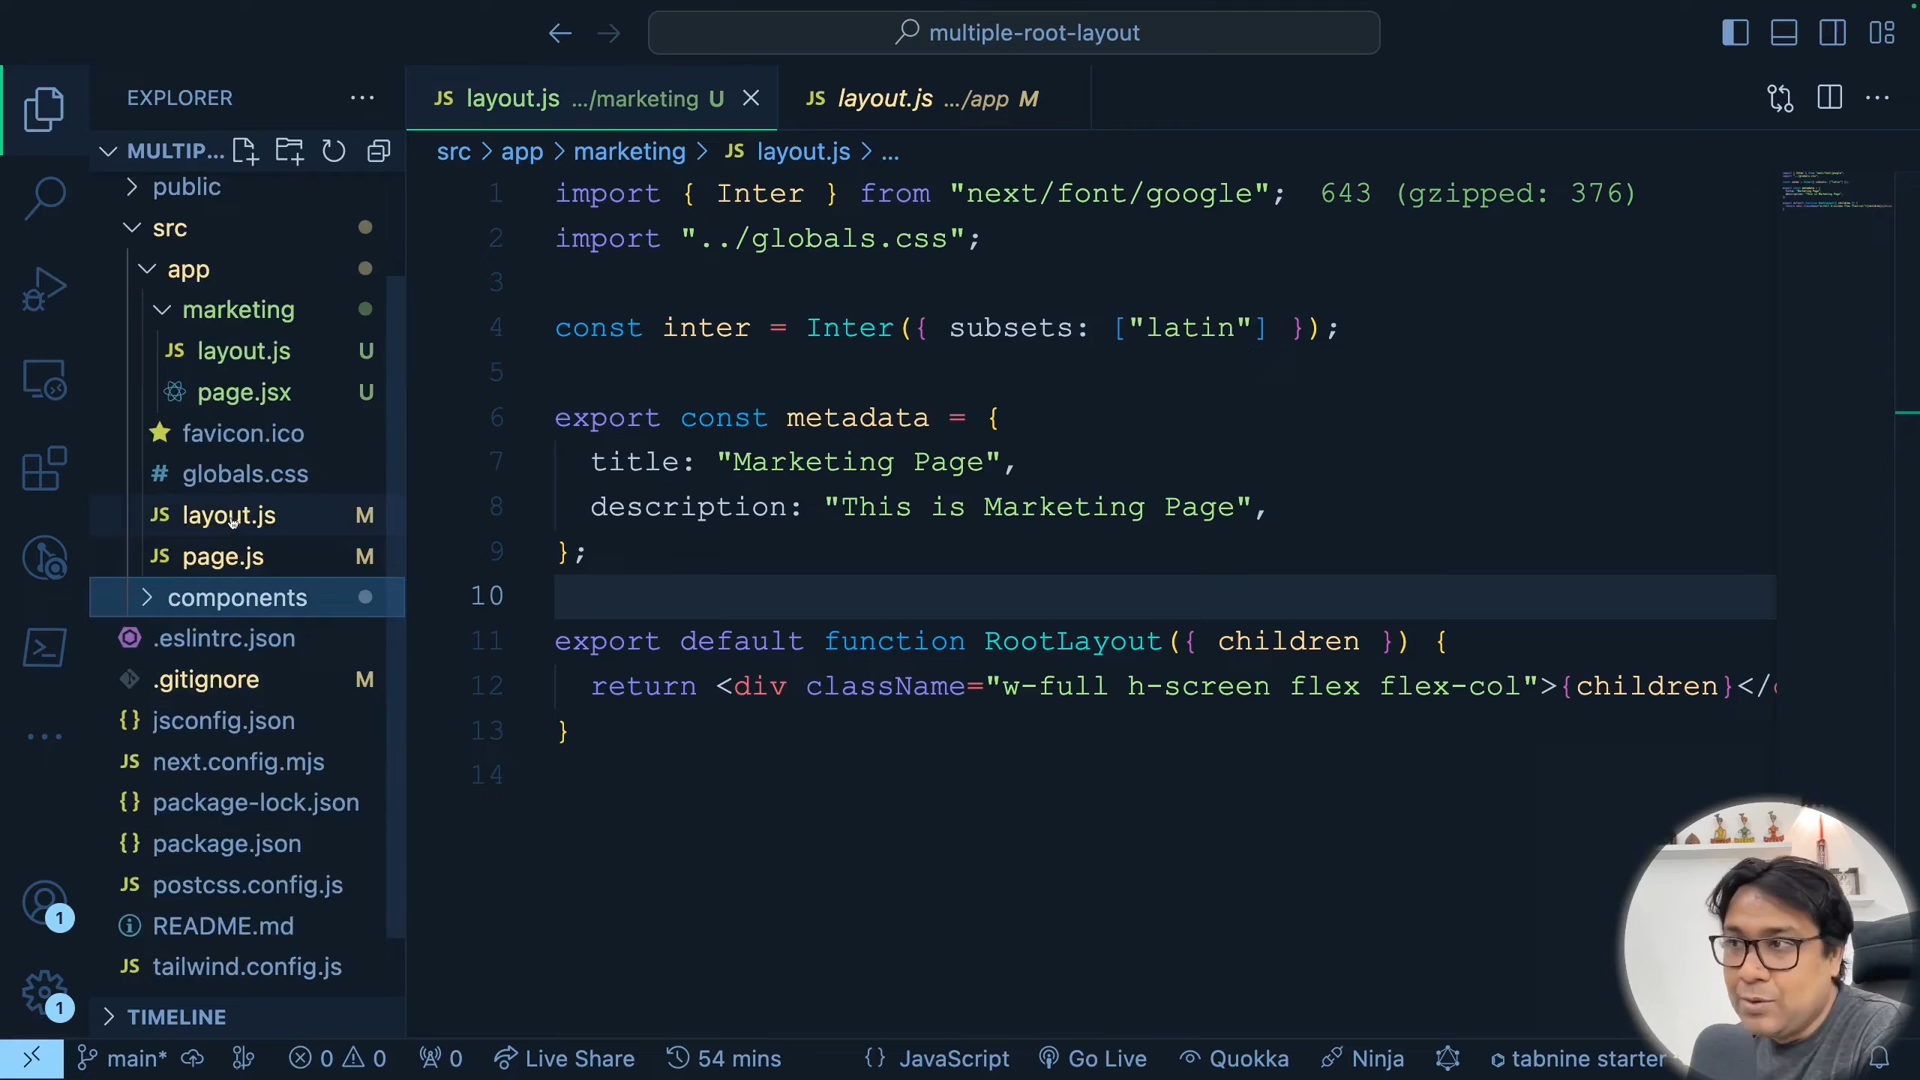 multiple-root-layout
EXPLORER
JS layout.js .../marketing U
JS layout.js .../app M
MULTIP...
src > app > marketing > JS layout.js > ...
public
src
app
marketing
JS layout.js U
page.jsx U
favicon.ico
# globals.css
JS layout.js M
JS page.js M
components
.eslintrc.json
.gitignore M
{} jsconfig.json
JS next.config.mjs
{} package-lock.json
{} package.json
JS postcss.config.js
README.md
JS tailwind.config.js
TIMELINE
1
1
1 import { Inter } from "next/font/google"; 643 (gzipped: 376)
2 import "../globals.css";
3
4 const inter = Inter({ subsets: ["latin"] });
5
6 export const metadata = {
7 title: "Marketing Page",
8 description: "This is Marketing Page",
9 };
10
11 export default function RootLayout({ children }) {
12 return <div className="w-full h-screen flex flex-col">{children}</
13 }
14
main* 0 0 0 Live Share 54 mins {} JavaScript Go Live Quokka Ninja tabnine starter